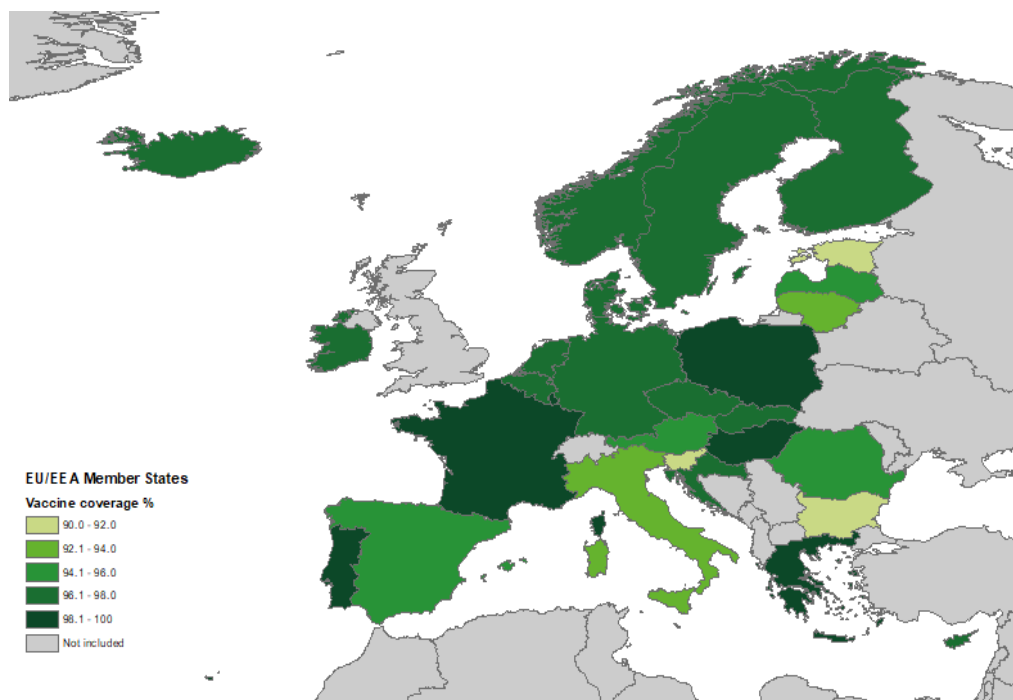 EU/EEA Member States
Vaccine coverage %
90.0 - 92.0
92.1 - 94.0
94.1 - 96.0
96.1 - 98.0
98.1 - 100
Not included